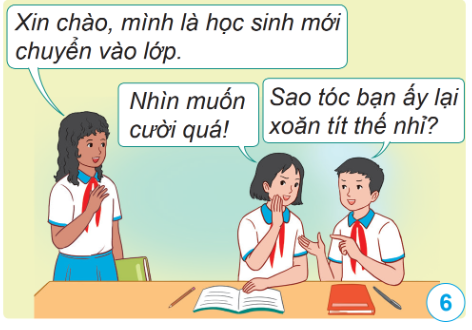 Xin chào, mình là học sinh mới
chuyển vào lớp.
Nhìn muốn
cười quá!
Sao tóc bạn ấy lại
xoăn tít thế nhỉ?
6